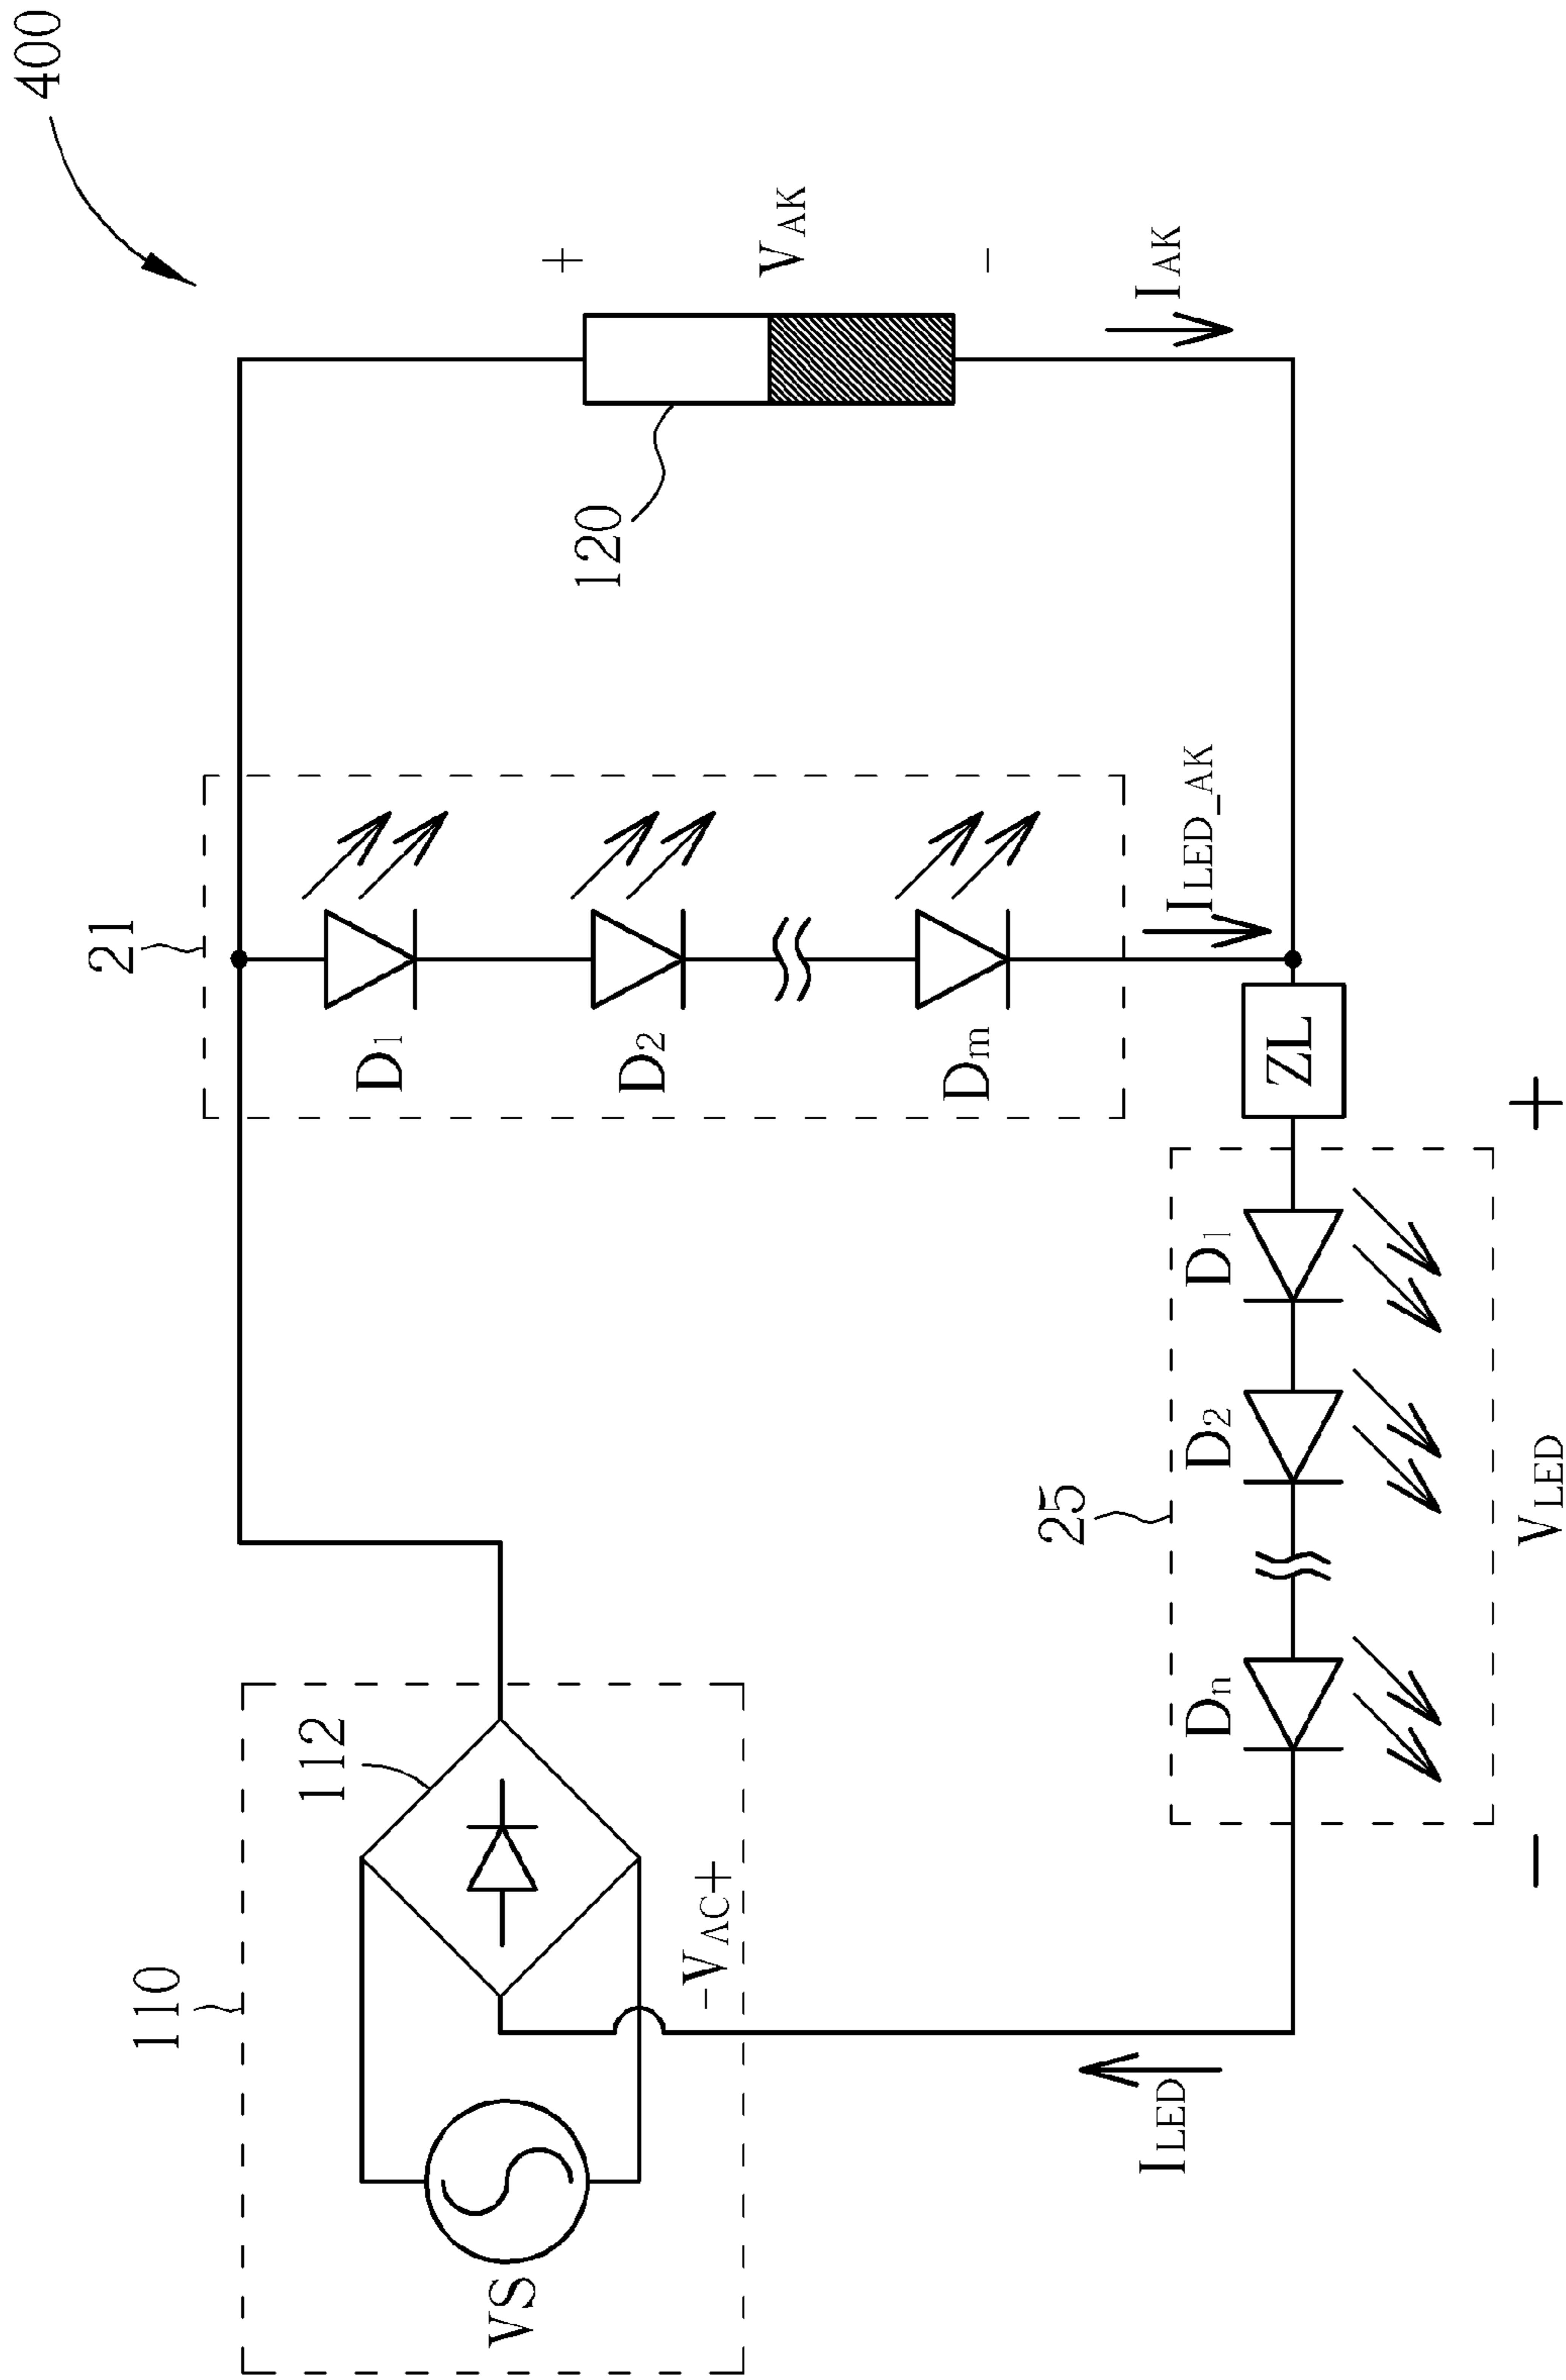 400
110
VS
112
-VAC+
21
D1
D2
Dm
ILED_AK
120
+
VAK
-
IAK
ZL
25
D1
D2
Dn
+
VLED
-
ILED